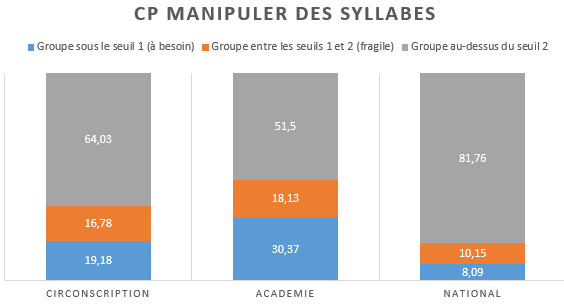 CP MANIPULER DES SYLLABES
Groupe sous le seuil 1 (à besoin) Groupe entre les seuils 1 et 2 (fragile) Groupe au-dessus du seuil 2
64,03 51,5 81,76
16,78 18,13 10,15
19,18 30,37 8,09
CIRCONSCRIPTION ACADEMIE NATIONAL